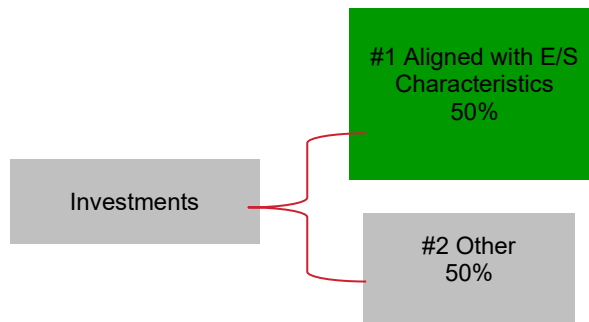 #1 Aligned with E/S
Characteristics
50%
Investments
#2 Other
50%